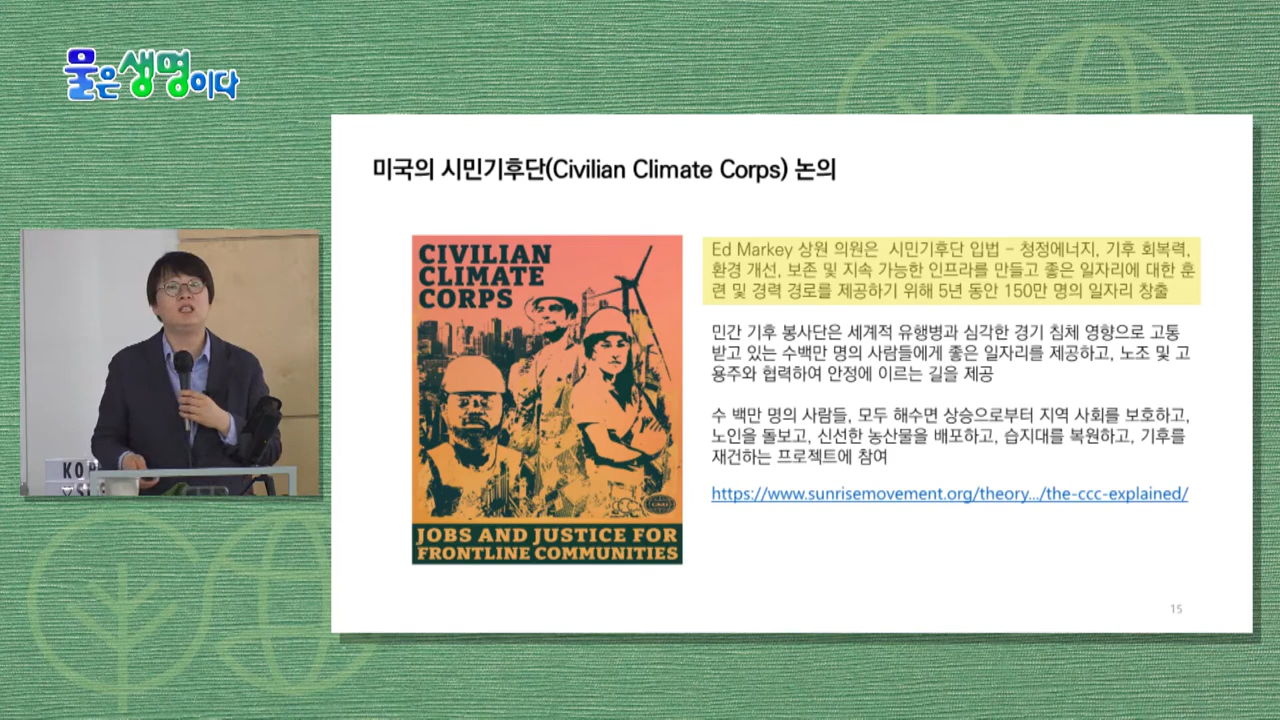 물은생명이다
미국의 시민기후단(Civilian Climate Corps) 논의
CIVILIAN
CLIMATE
CORPS
JOBS AND JUSTICE FOR
FRONTLINE COMMUNITIES
Ed Markey 상원 의원은 시민기후단 입법 – 청정에너지, 기후 회복력,
환경 개선, 보존 및 지속 가능한 인프라를 만들고 좋은 일자리에 대한 훈
련 및 경력 경로를 제공하기 위해 5년 동안 150만 명의 일자리 창출
민간 기후 봉사단은 세계적 유행병과 심각한 경기 침체 영향으로 고통
받고 있는 수백만 명의 사람들에게 좋은 일자리를 제공하고, 노조 및 고
용주와 협력하여 안정에 이르는 길을 제공
수 백만 명의 사람들, 모두 해수면 상승으로부터 지역 사회를 보호하고,
노인을 돌보고, 신선한 농산물을 배포하고, 습지대를 복원하고, 기후를
재건하는 프로젝트에 참여
https://www.sunrisemovement.org/theory.../the-ccc-explained/
15